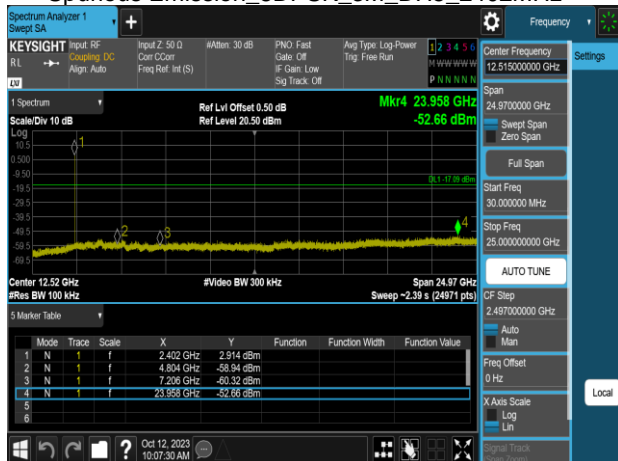 Spectrum Analyzer 1
Swept SA
+
Frequency
KEYSIGHT
RL
LXI
Input: RF
Coupling: DC
Align: Auto
Input Z: 50 Ω
Corr CCorr
Freq Ref: Int (S)
#Atten: 30 dB
PNO: Fast
Gate: Off
IF Gain: Low
Sig Track: Off
Avg Type: Log-Power
Trig: Free Run
1 2 3 4 5 6
M W W W W W
P N N N N N
1 Spectrum
Scale/Div 10 dB
Ref Lvl Offset 0.50 dB
Ref Level 20.50 dBm
Mkr4 23.958 GHz
-52.66 dBm
Log
10.5
0.500
-9.50
-19.5
-29.5
-39.5
-49.5
-59.5
-69.5
1
2
3
4
DL1 -17.09 dBm
Center 12.52 GHz
#Res BW 100 kHz
#Video BW 300 kHz
Span 24.97 GHz
Sweep ~2.39 s (24971 pts)
5 Marker Table
Mode Trace Scale X Y Function Function Width Function Value
1 N 1 f 2.402 GHz 2.914 dBm
2 N 1 f 4.804 GHz -58.94 dBm
3 N 1 f 7.206 GHz -60.32 dBm
4 N 1 f 23.958 GHz -52.66 dBm
5
6
Oct 12, 2023
10:07:30 AM
?
Center Frequency
12.515000000 GHz
Span
24.9700000 GHz
Swept Span
Zero Span
Full Span
Start Freq
30.000000 MHz
Stop Freq
25.000000000 GHz
AUTO TUNE
CF Step
2.497000000 GHz
Auto
Man
Freq Offset
0 Hz
X Axis Scale
Log
Lin
Signal Track
(Span Zoom)
Settings
Local